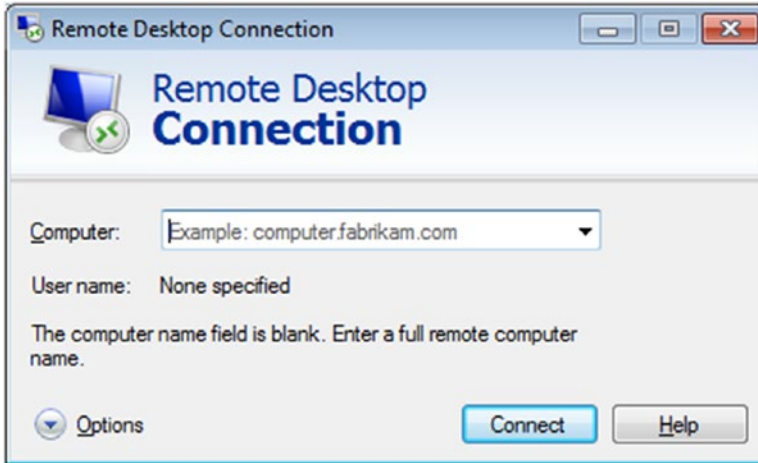 Remote Desktop Connection
Remote Desktop
Connection
Computer: Example: computer.fabrikam.com
User name: None specified
The computer name field is blank. Enter a full remote computer
name.
Options Connect Help